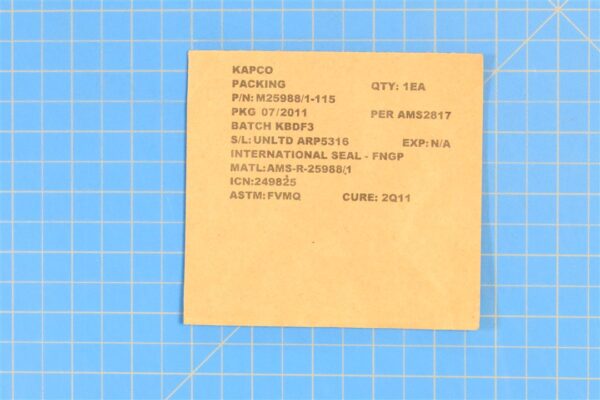 KAPCO
PACKING QTY: 1EA
P/N: M25988/1-115
PKG 07/2011 PER AMS2817
BATCH KBDF3
S/L: UNLTD ARP5316 EXP: N/A
INTERNATIONAL SEAL - FNGP
MATL: AMS-R-25988/1
ICN: 249825
ASTM: FVMQ CURE: 2Q11